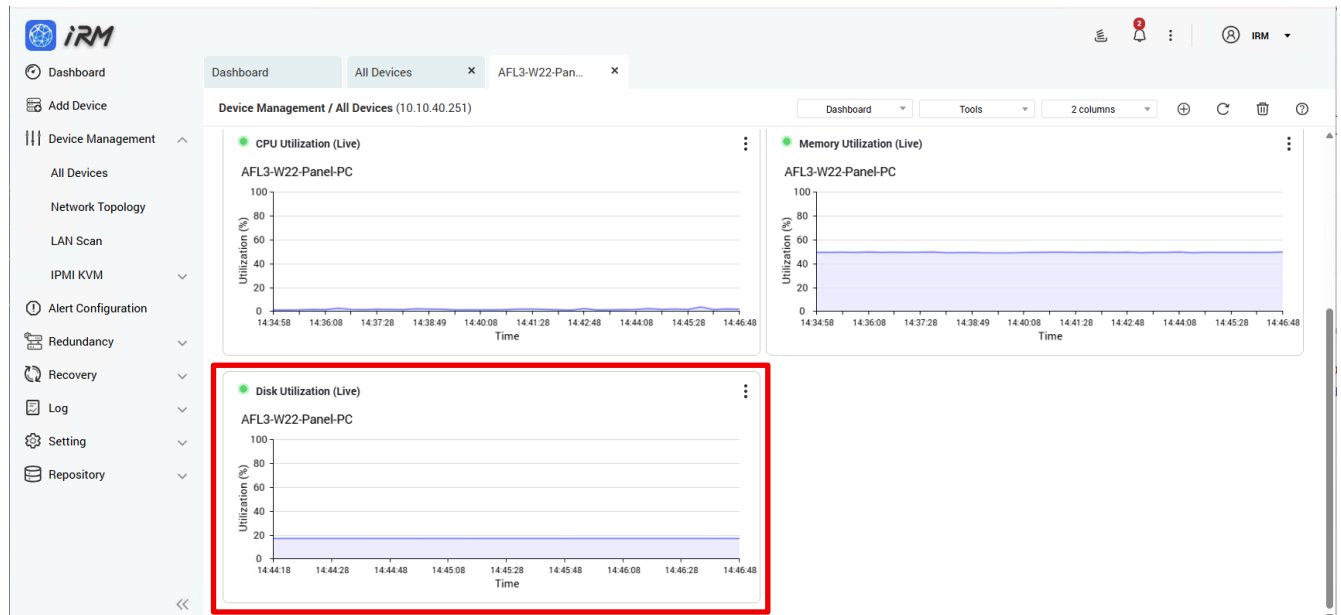 iRM
2
IRM
Dashboard
Add Device
Device Management
All Devices
Network Topology
LAN Scan
IPMI KVM
Alert Configuration
Redundancy
Recovery
Log
Setting
Repository
Dashboard
All Devices ×
AFL3-W22-Pan... ×
Device Management / All Devices (10.10.40.251)
Dashboard
Tools
2 columns
CPU Utilization (Live)
AFL3-W22-Panel-PC
Utilization (%)
100
80
60
40
20
0
14:34:58 14:36:08 14:37:28 14:38:49 14:40:08 14:41:28 14:42:48 14:44:08 14:45:28 14:46:48
Time
Memory Utilization (Live)
AFL3-W22-Panel-PC
Utilization (%)
100
80
60
40
20
0
14:34:58 14:36:08 14:37:28 14:38:49 14:40:08 14:41:28 14:42:48 14:44:08 14:45:28 14:46:48
Time
Disk Utilization (Live)
AFL3-W22-Panel-PC
Utilization (%)
100
80
60
40
20
0
14:44:18 14:44:28 14:44:48 14:45:08 14:45:28 14:45:48 14:46:08 14:46:28 14:46:48
Time